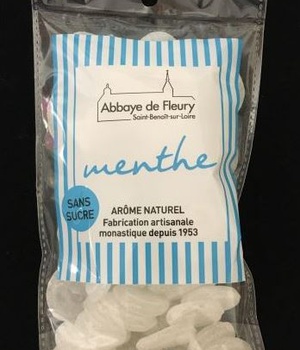 Abbaye de Fleury
Saint-Benoît-sur-Loire
menthe
SANS
SUCRE
ARÔME NATUREL
Fabrication artisanale
monastique depuis 1953